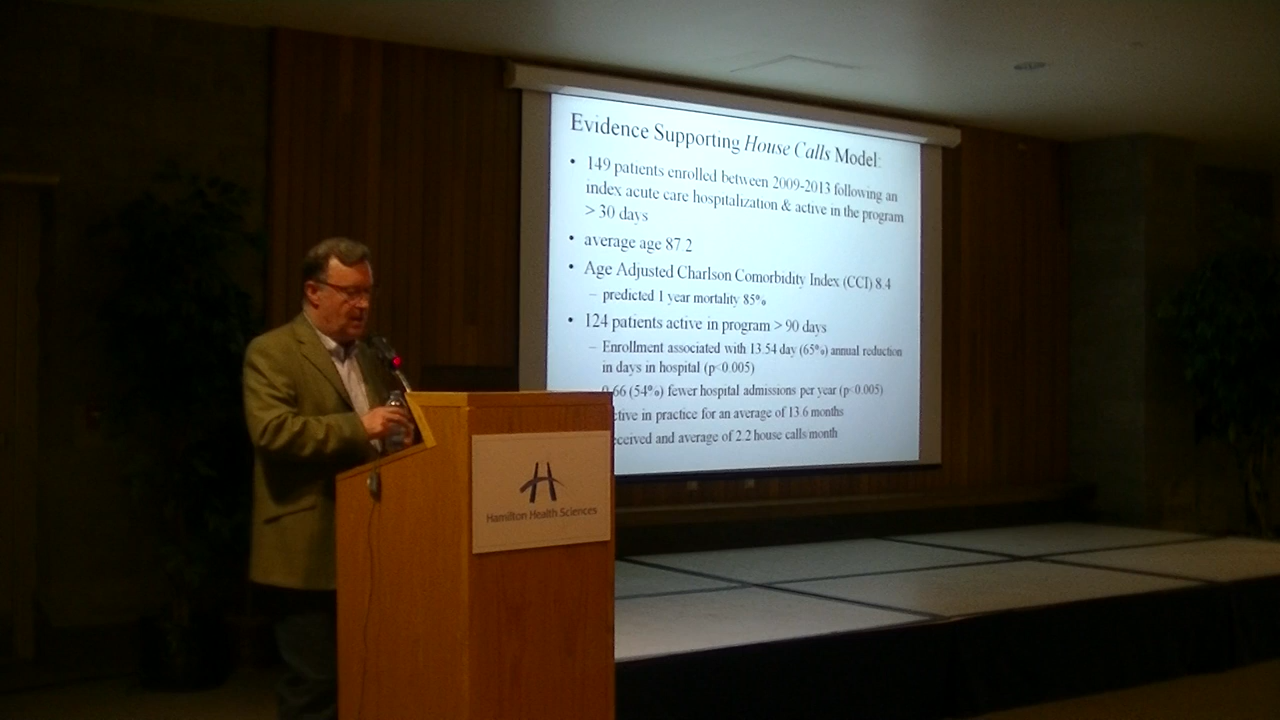 Evidence Supporting House Calls Model:
• 149 patients enrolled between 2009-2013 following an
index acute care hospitalization & active in the program
> 30 days
• average age 87.2
• Age Adjusted Charlson Comorbidity Index (CCI) 8.4
– predicted 1 year mortality 85%
• 124 patients active in program > 90 days
– Enrollment associated with 13.54 day (65%) annual reduction
in days in hospital (p<0.005)
0.66 (54%) fewer hospital admissions per year (p<0.005)
ctive in practice for an average of 13.6 months
eceived and average of 2.2 house calls/month
Hamilton Health Sciences